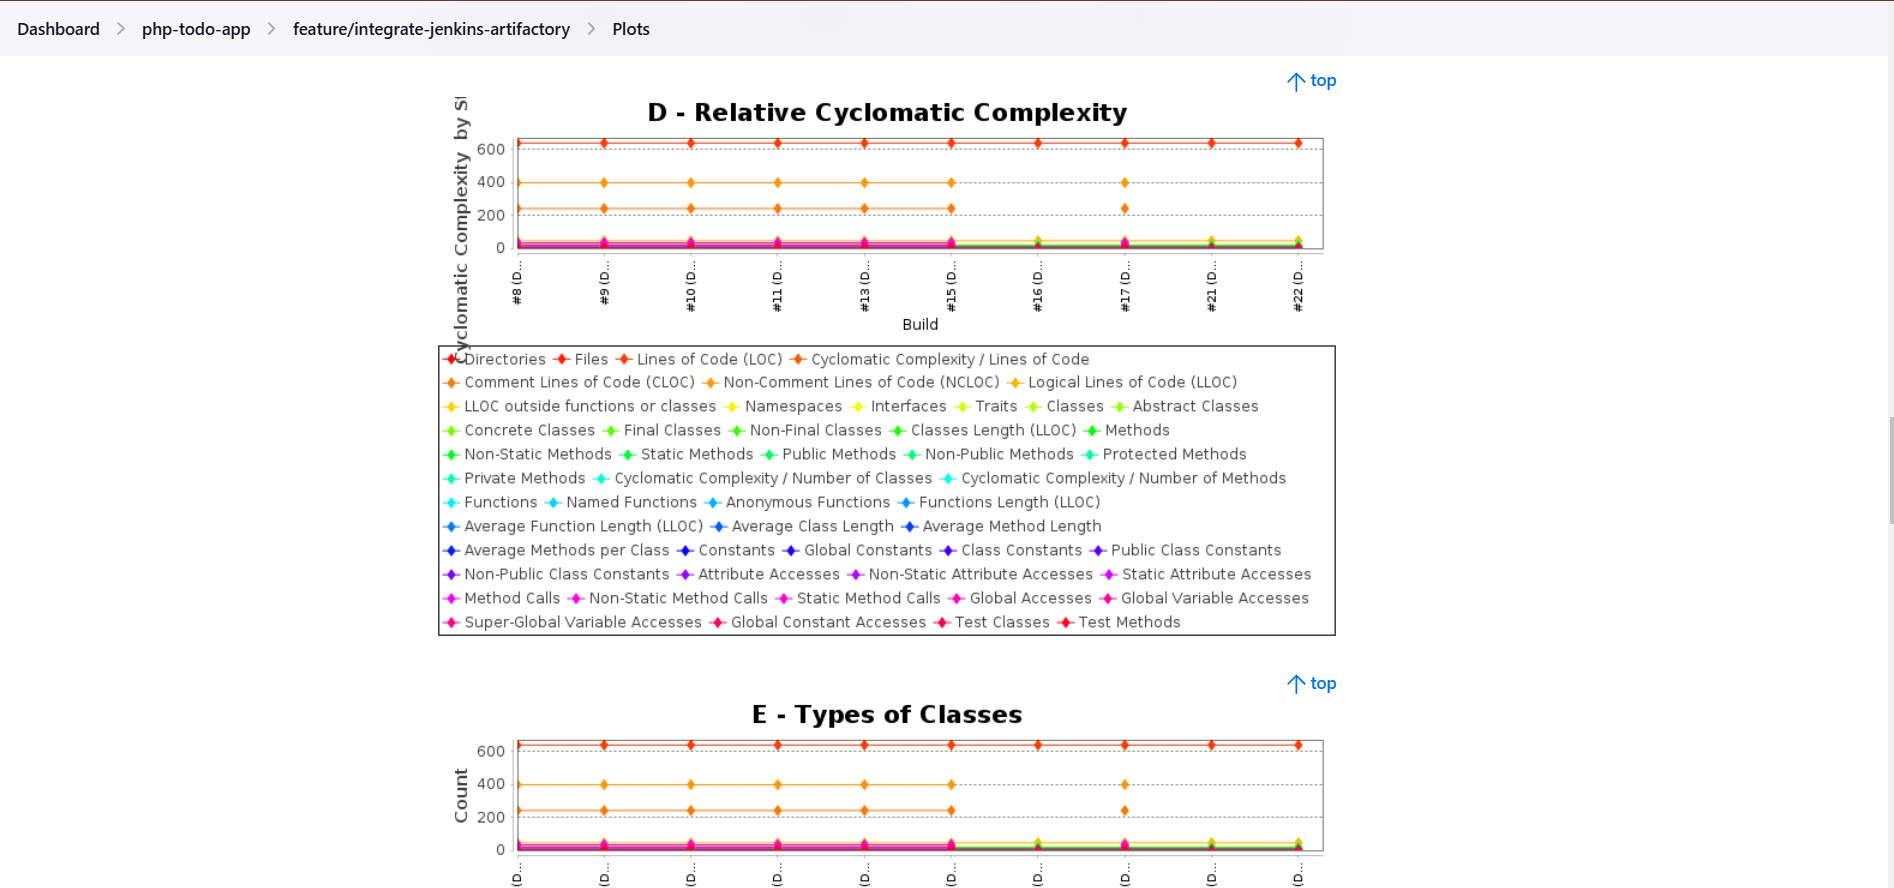 Dashboard > php-todo-app > feature/integrate-jenkins-artifactory > Plots
top
D - Relative Cyclomatic Complexity
Cyclomatic Complexity by
600
400
200
0
#8 (D... #9 (D... #10 (D... #11 (D... #13 (D... #15 (D... #16 (D... #17 (D... #21 (D... #22 (D...
Build
Directories Files Lines of Code (LOC) Cyclomatic Complexity / Lines of Code
Comment Lines of Code (CLOC) Non-Comment Lines of Code (NCLOC) Logical Lines of Code (LLOC)
LLOC outside functions or classes Namespaces Interfaces Traits Classes Abstract Classes
Concrete Classes Final Classes Non-Final Classes Classes Length (LLOC) Methods
Non-Static Methods Static Methods Public Methods Non-Public Methods Protected Methods
Private Methods Cyclomatic Complexity / Number of Classes Cyclomatic Complexity / Number of Methods
Functions Named Functions Anonymous Functions Functions Length (LLOC)
Average Function Length (LLOC) Average Class Length Average Method Length
Average Methods per Class Constants Global Constants Class Constants Public Class Constants
Non-Public Class Constants Attribute Accesses Non-Static Attribute Accesses Static Attribute Accesses
Method Calls Non-Static Method Calls Static Method Calls Global Accesses Global Variable Accesses
Super-Global Variable Accesses Global Constant Accesses Test Classes Test Methods
top
E - Types of Classes
Count
600
400
200
0
(D... (D... (D... (D... (D... (D... (D... (D... (D... (D...